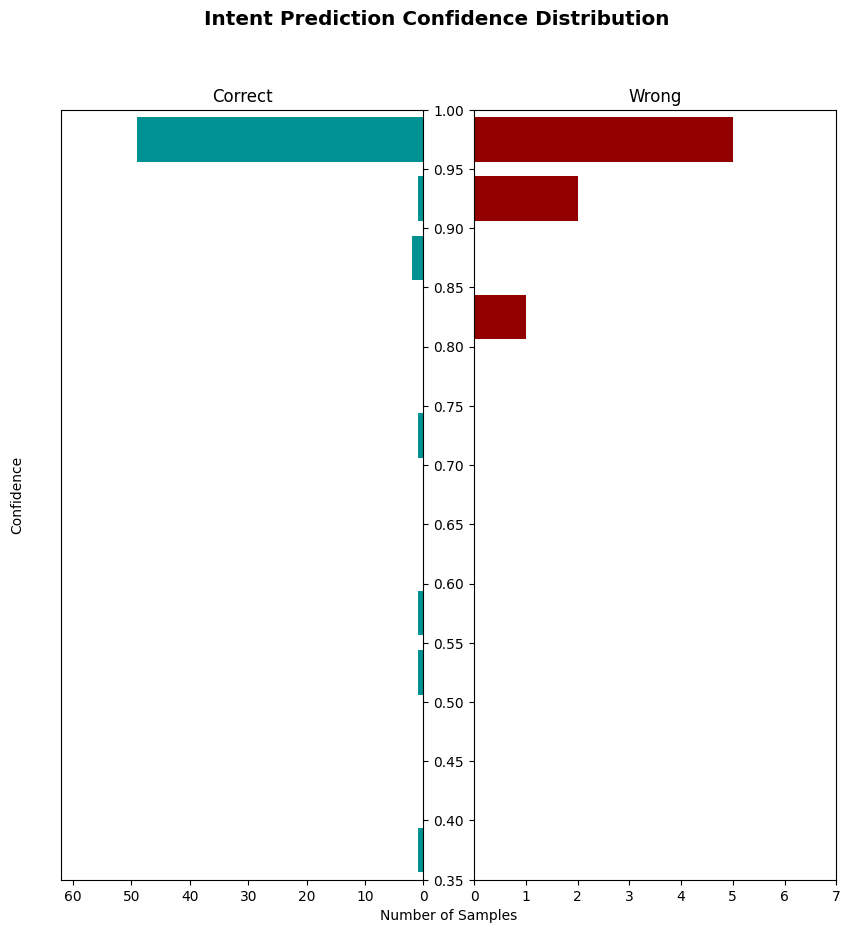 Intent Prediction Confidence Distribution
Correct
Wrong
1.00
0.95
0.90
0.85
0.80
0.75
0.70
0.65
0.60
0.55
0.50
0.45
0.40
0.35
Confidence
60 50 40 30 20 10 0
0 1 2 3 4 5 6 7
Number of Samples